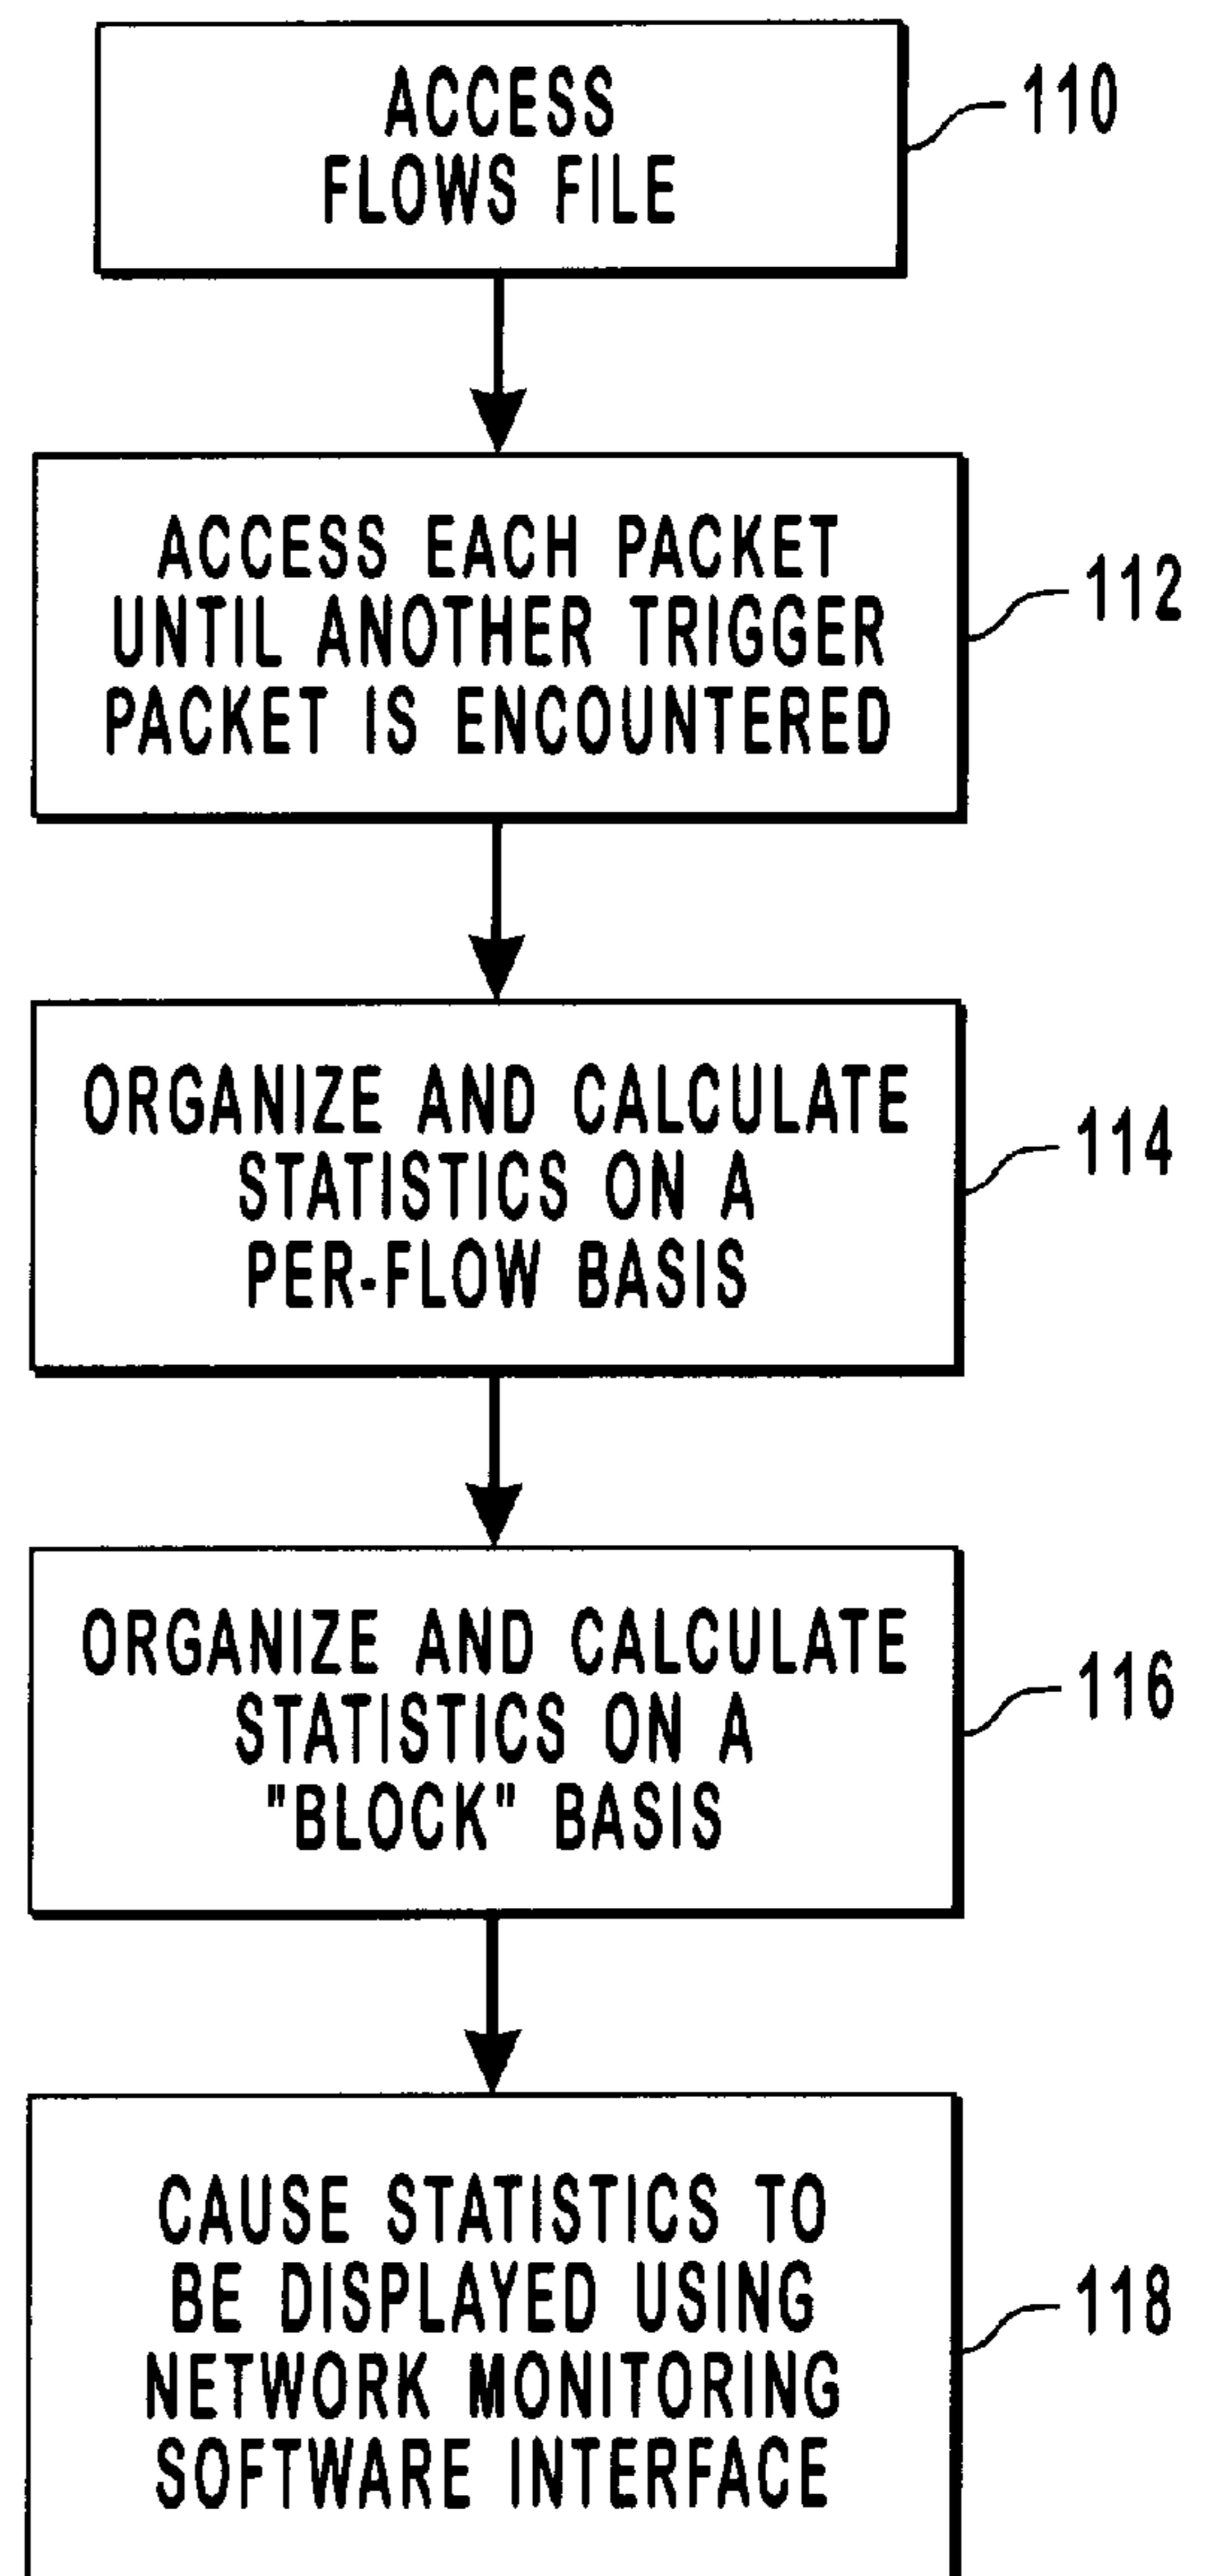 ACCESS
FLOWS FILE
110
ACCESS EACH PACKET
UNTIL ANOTHER TRIGGER
PACKET IS ENCOUNTERED
112
ORGANIZE AND CALCULATE
STATISTICS ON A
PER-FLOW BASIS
114
ORGANIZE AND CALCULATE
STATISTICS ON A
"BLOCK" BASIS
116
CAUSE STATISTICS TO
BE DISPLAYED USING
NETWORK MONITORING
SOFTWARE INTERFACE
118